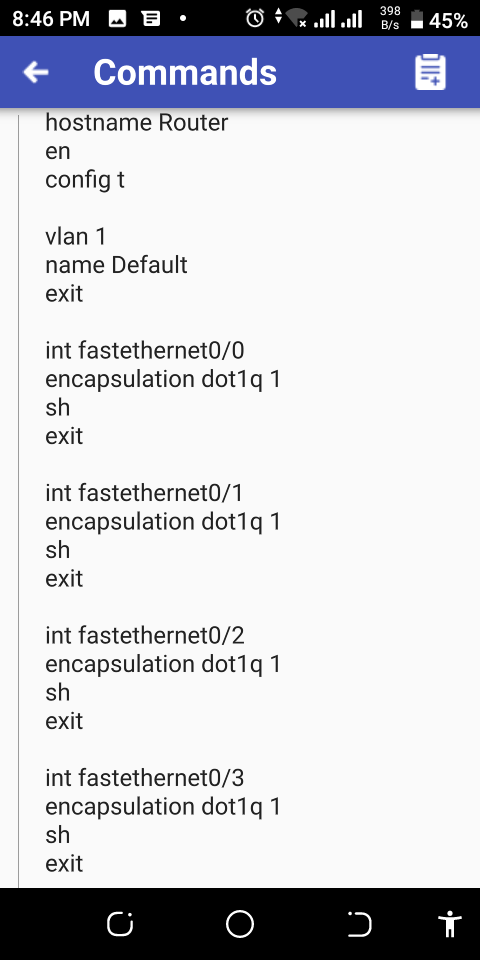 8:46 PM 398 B/s 45%
Commands
hostname Router
en
config t
vlan 1
name Default
exit
int fastethernet0/0
encapsulation dot1q 1
sh
exit
int fastethernet0/1
encapsulation dot1q 1
sh
exit
int fastethernet0/2
encapsulation dot1q 1
sh
exit
int fastethernet0/3
encapsulation dot1q 1
sh
exit